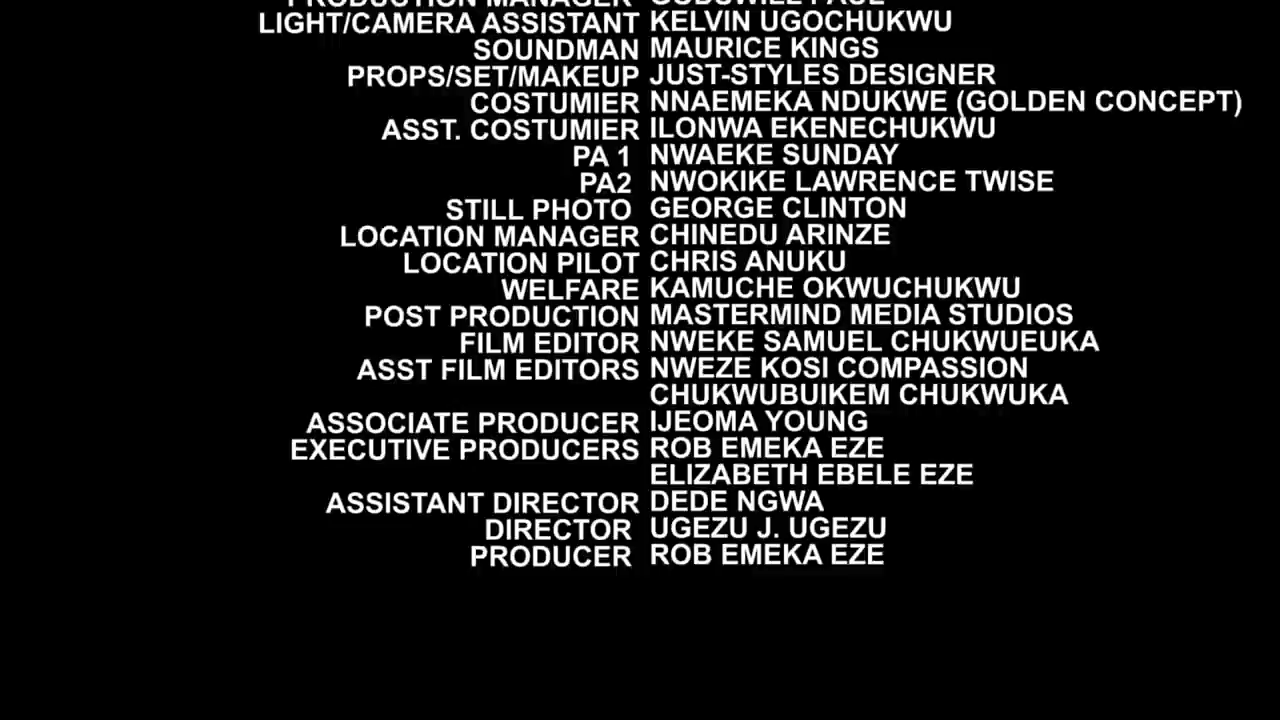 PRODUCTION MANAGER GODSWILL PAUL
LIGHT/CAMERA ASSISTANT KELVIN UGOCHUKWU
SOUNDMAN MAURICE KINGS
PROPS/SET/MAKEUP JUST-STYLES DESIGNER
COSTUMIER NNAEMEKA NDUKWE (GOLDEN CONCEPT)
ASST. COSTUMIER ILONWA EKENECHUKWU
PA 1 NWAEKE SUNDAY
PA2 NWOKIKE LAWRENCE TWISE
STILL PHOTO GEORGE CLINTON
LOCATION MANAGER CHINEDU ARINZE
LOCATION PILOT CHRIS ANUKU
WELFARE KAMUCHE OKWUCHUKWU
POST PRODUCTION MASTERMIND MEDIA STUDIOS
FILM EDITOR NWEKE SAMUEL CHUKWUEUKA
ASST FILM EDITORS NWEZE KOSI COMPASSION
CHUKWUBUIKEM CHUKWUKA
ASSOCIATE PRODUCER IJEOMA YOUNG
EXECUTIVE PRODUCERS ROB EMEKA EZE
ELIZABETH EBELE EZE
ASSISTANT DIRECTOR DEDE NGWA
DIRECTOR UGEZU J. UGEZU
PRODUCER ROB EMEKA EZE